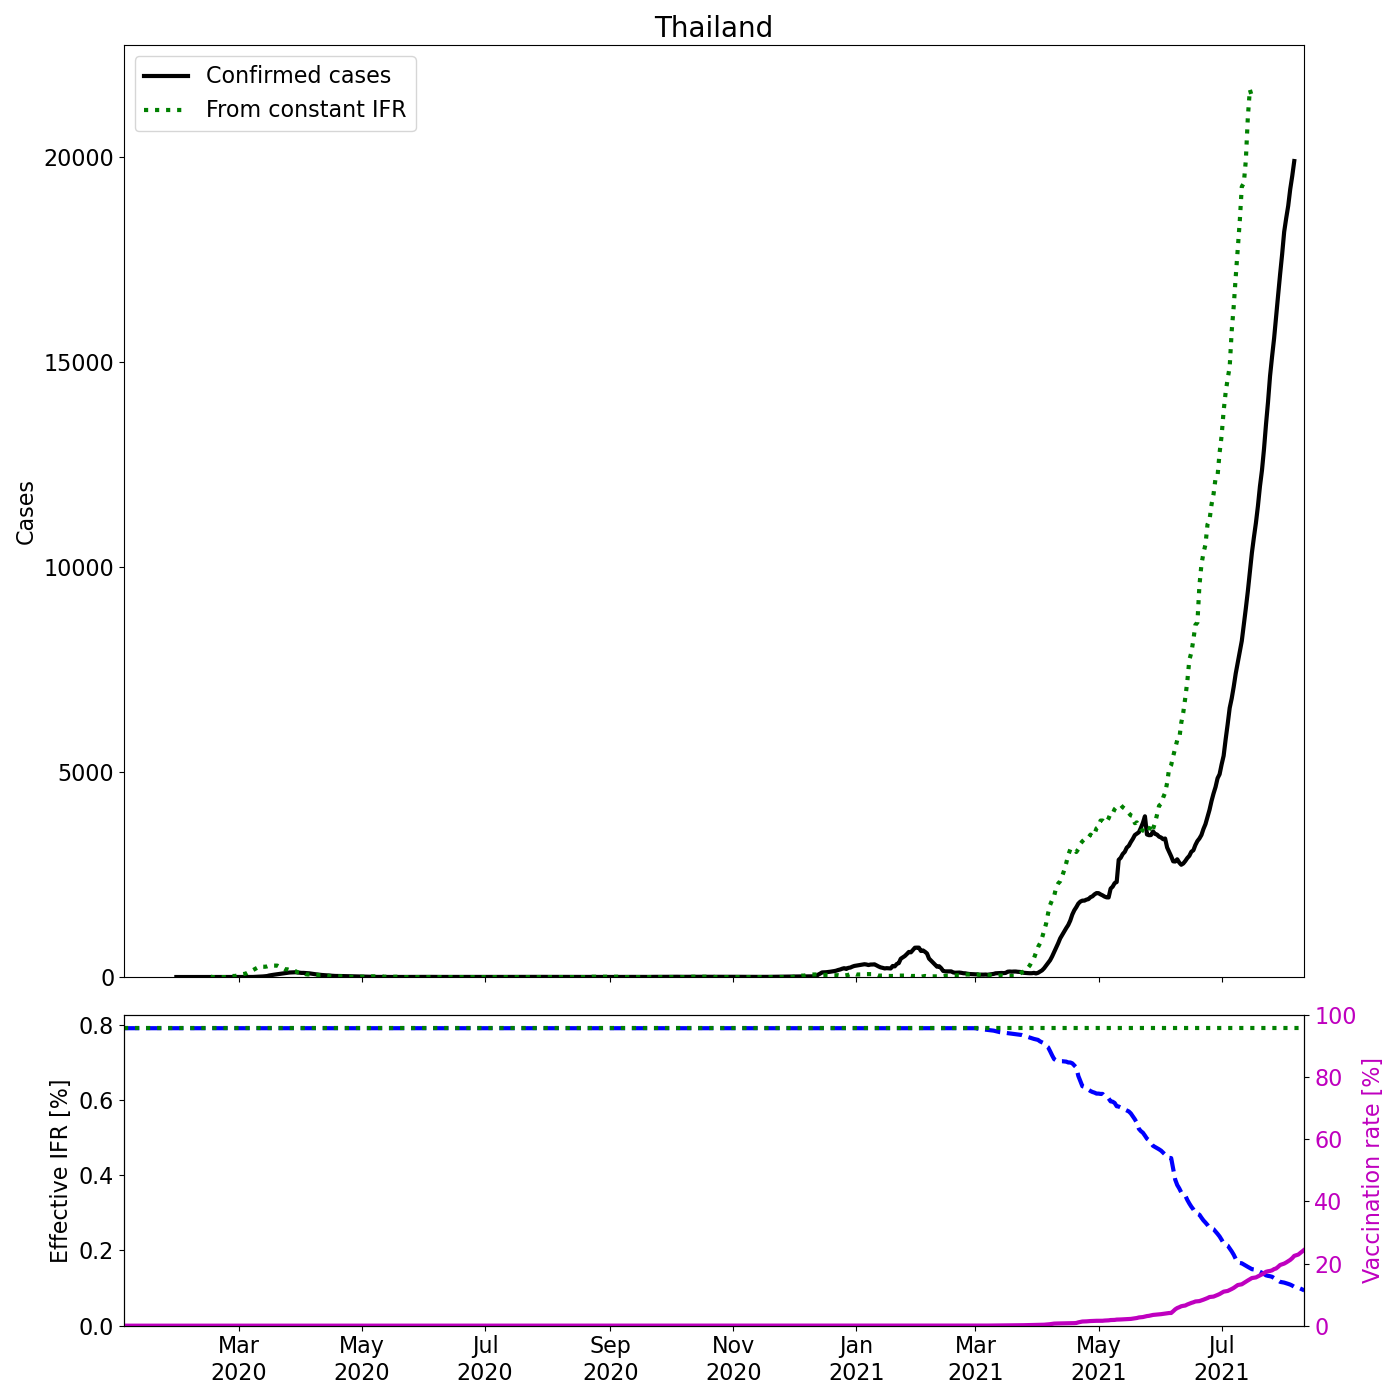 Thailand
Confirmed cases
From constant IFR
20000
15000
10000
5000
0
Cases
0.8
0.6
0.4
0.2
0.0
Effective IFR [%]
100
80
60
40
20
0
Vaccination rate [%]
Mar May Jul Sep Nov Jan Mar May Jul
2020 2020 2020 2020 2020 2021 2021 2021 2021